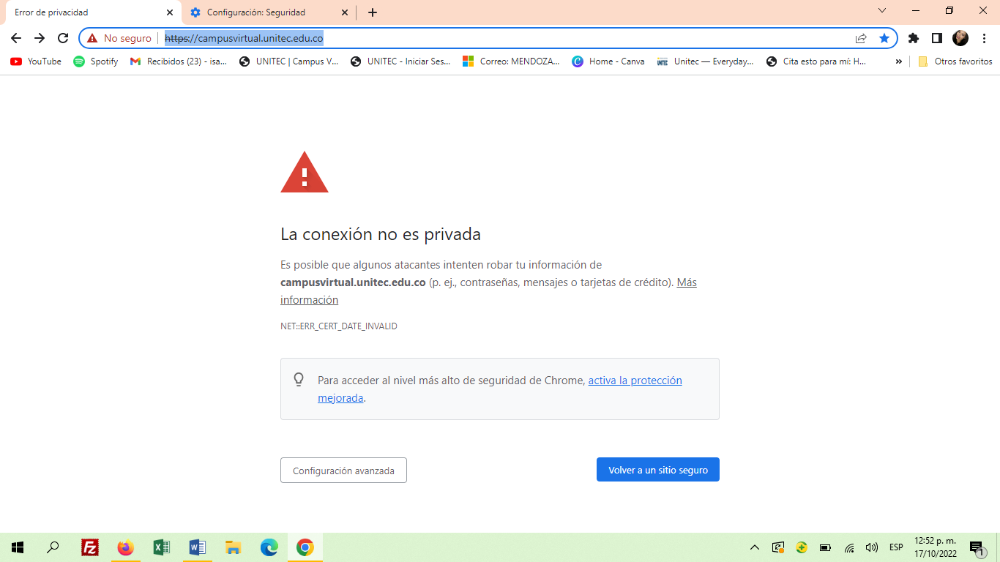 Error de privacidad
Configuración: Seguridad
No seguro
https://campusvirtual.unitec.edu.co
YouTube
Spotify
Recibidos (23) - isa...
UNITEC | Campus V...
UNITEC - Iniciar Ses...
Correo: MENDOZA...
Home - Canva
UNITEC
Unitec — Everyday...
Cita esto para mí: H...
»
Otros favoritos
La conexión no es privada
Es posible que algunos atacantes intenten robar tu información de
campusvirtual.unitec.edu.co (p. ej., contraseñas, mensajes o tarjetas de crédito). Más
información
NET::ERR_CERT_DATE_INVALID
Para acceder al nivel más alto de seguridad de Chrome, activa la protección
mejorada.
Configuración avanzada
Volver a un sitio seguro
ESP
12:52 p. m.
17/10/2022
1